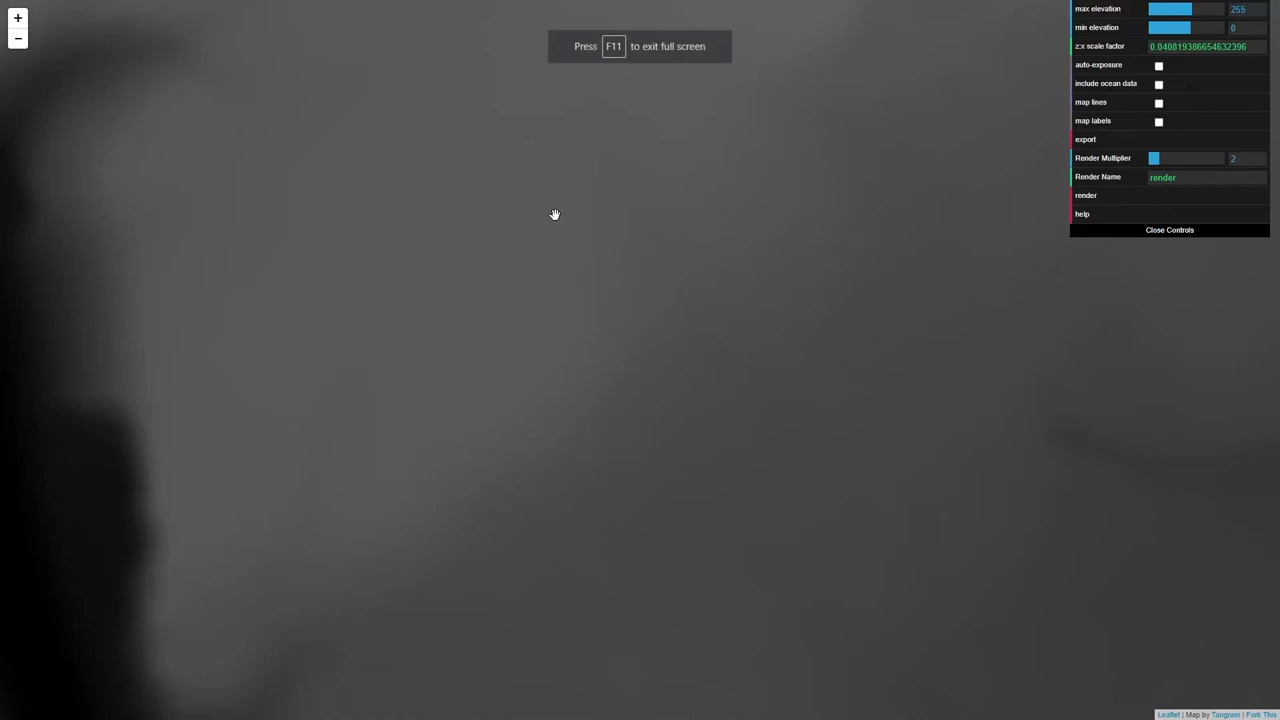 +
−
Press F11 to exit full screen
max elevation 255
min elevation 0
z:x scale factor 0.040819386654632396
auto-exposure
include ocean data
map lines
map labels
export
Render Multiplier 2
Render Name render
render
help
Close Controls
Leaflet | Map by Tangram | Fork This